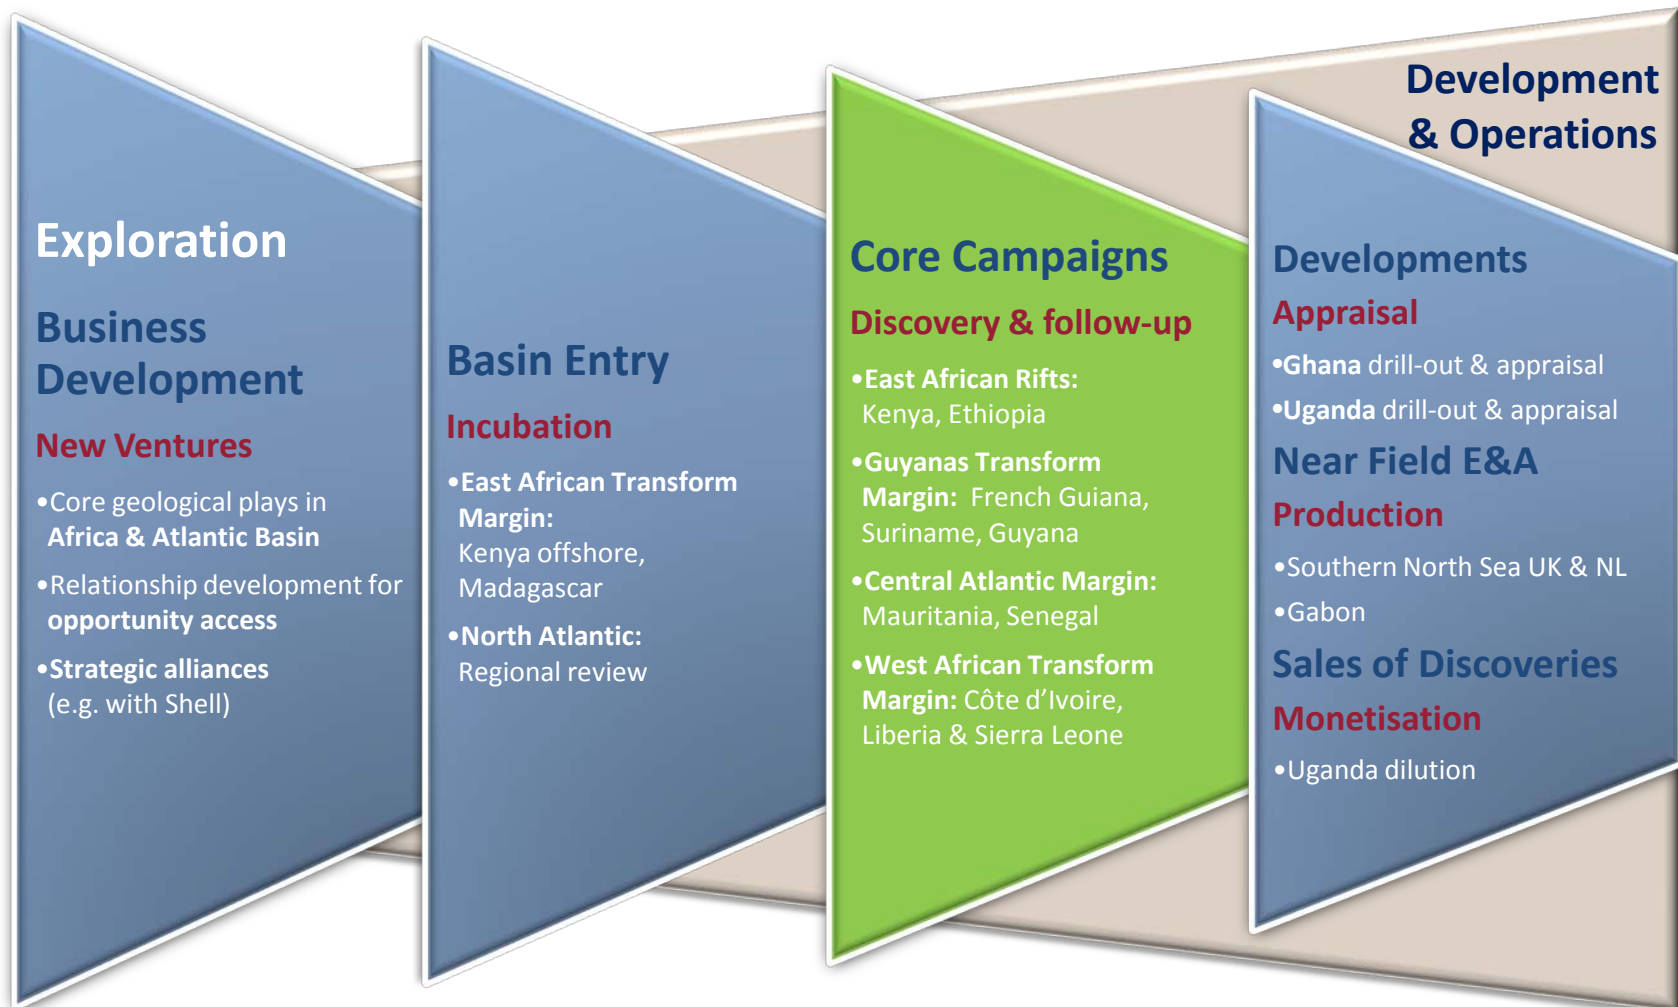 Exploration
Business
Development
New Ventures
•Core geological plays in
Africa & Atlantic Basin
•Relationship development for
opportunity access
•Strategic alliances
(e.g. with Shell)
Basin Entry
Incubation
•East African Transform
Margin:
Kenya offshore,
Madagascar
•North Atlantic:
Regional review
Core Campaigns
Discovery & follow-up
•East African Rifts:
Kenya, Ethiopia
•Guyanas Transform
Margin: French Guiana,
Suriname, Guyana
•Central Atlantic Margin:
Mauritania, Senegal
•West African Transform
Margin: Côte d’Ivoire,
Liberia & Sierra Leone
Development
& Operations
Developments
Appraisal
•Ghana drill-out & appraisal
•Uganda drill-out & appraisal
Near Field E&A
Production
•Southern North Sea UK & NL
•Gabon
Sales of Discoveries
Monetisation
•Uganda dilution